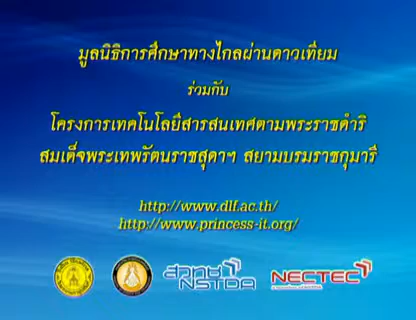 มูลนิธิการศึกษาทางไกลผ่านดาวเทียม
ร่วมกับ
โครงการเทคโนโลยีสารสนเทศตามพระราชดำริ
สมเด็จพระเทพรัตนราชสุดาฯ สยามบรมราชกุมารี
http://www.dlf.ac.th/
http://www.princess-it.org/
สวทช
NSTDA
NECTEC